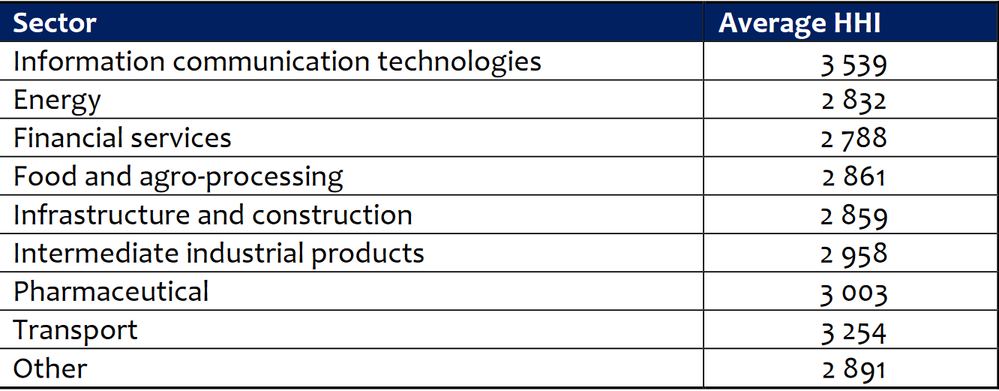 Sector Average HHI
Information communication technologies 3 539
Energy 2 832
Financial services 2 788
Food and agro-processing 2 861
Infrastructure and construction 2 859
Intermediate industrial products 2 958
Pharmaceutical 3 003
Transport 3 254
Other 2 891